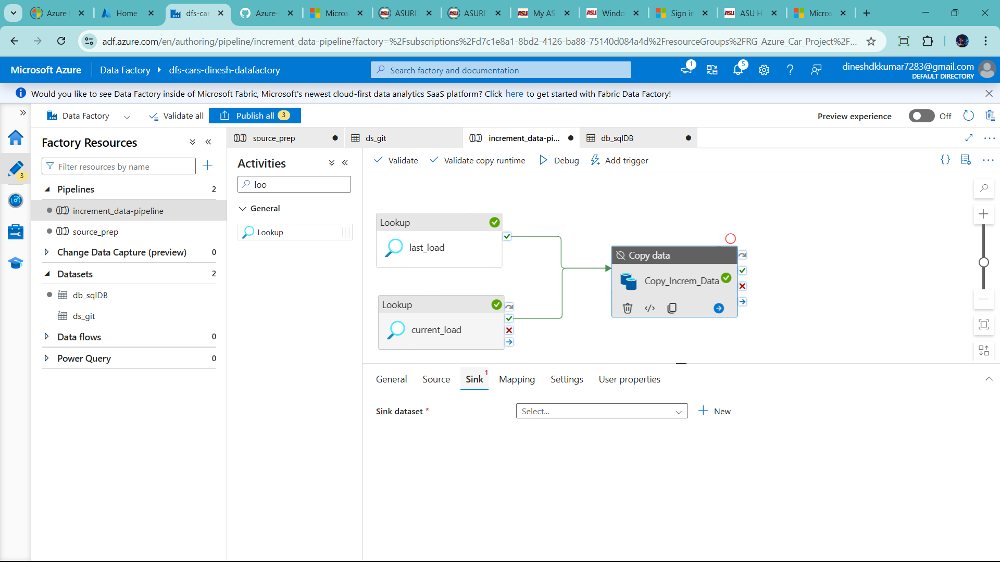 Azure
Home
dfs-car
Azure-
Micros
ASURI
ASURI
My AS
Windo
Sign in
ASU H
Micros
adf.azure.com/en/authoring/pipeline/increment_data-pipeline?factory=%2Fsubscriptions%2Fd7c1e8a1-8bd2-4126-ba88-75140d084a4d%2FresourceGroups%2FRG_Azure_Car_Project%2F...
Microsoft Azure
Data Factory
dfs-cars-dinesh-datafactory
Search factory and documentation
1
5
dineshdkkumar7283@gmail.com
DEFAULT DIRECTORY
Would you like to see Data Factory inside of Microsoft Fabric, Microsoft's newest cloud-first data analytics SaaS platform? Click here to get started with Fabric Data Factory!
Data Factory
Validate all
Publish all 3
Preview experience
Off
3
Factory Resources
Filter resources by name
Pipelines 2
increment_data-pipeline
source_prep
Change Data Capture (preview) 0
Datasets 2
db_sqlDB
ds_git
Data flows 0
Power Query 0
source_prep
ds_git
increment_data-pi...
db_sqlDB
Activities
loo
General
Lookup
Validate
Validate copy runtime
Debug
Add trigger
Lookup
last_load
Lookup
current_load
Copy data
Copy_Increm_Data
General
Source
Sink 1
Mapping
Settings
User properties
Sink dataset *
Select...
New